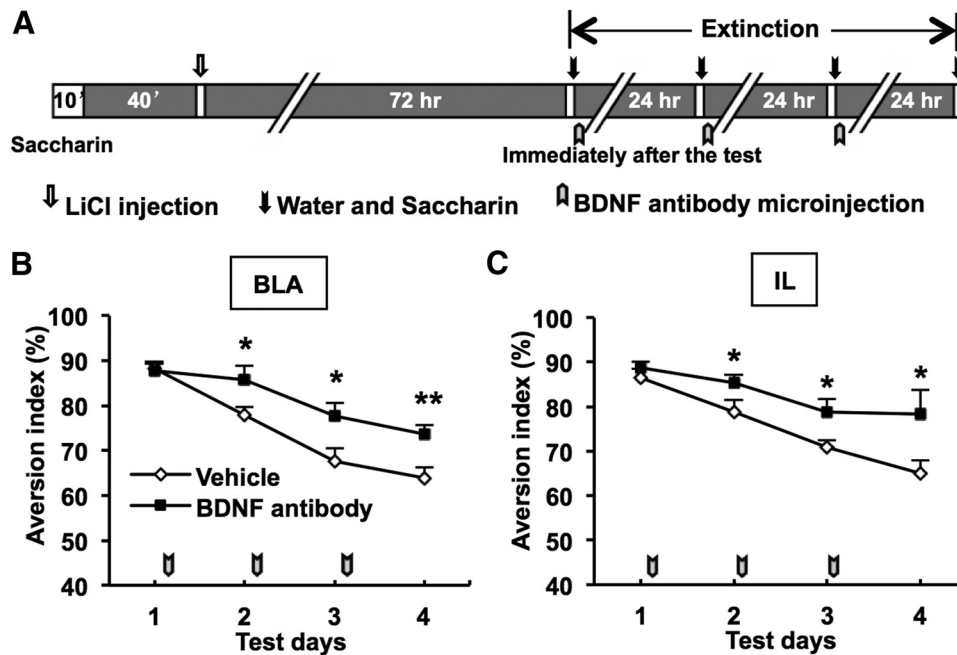 A
Extinction
10' 40' 72 hr 24 hr 24 hr 24 hr
Saccharin
Immediately after the test
LiCl injection Water and Saccharin BDNF antibody microinjection
B
BLA
Aversion index (%)
100
90
80
70
60
50
40
* * **
Vehicle
BDNF antibody
1 2 3 4
Test days
C
IL
Aversion index (%)
100
90
80
70
60
50
40
* * *
1 2 3 4
Test days